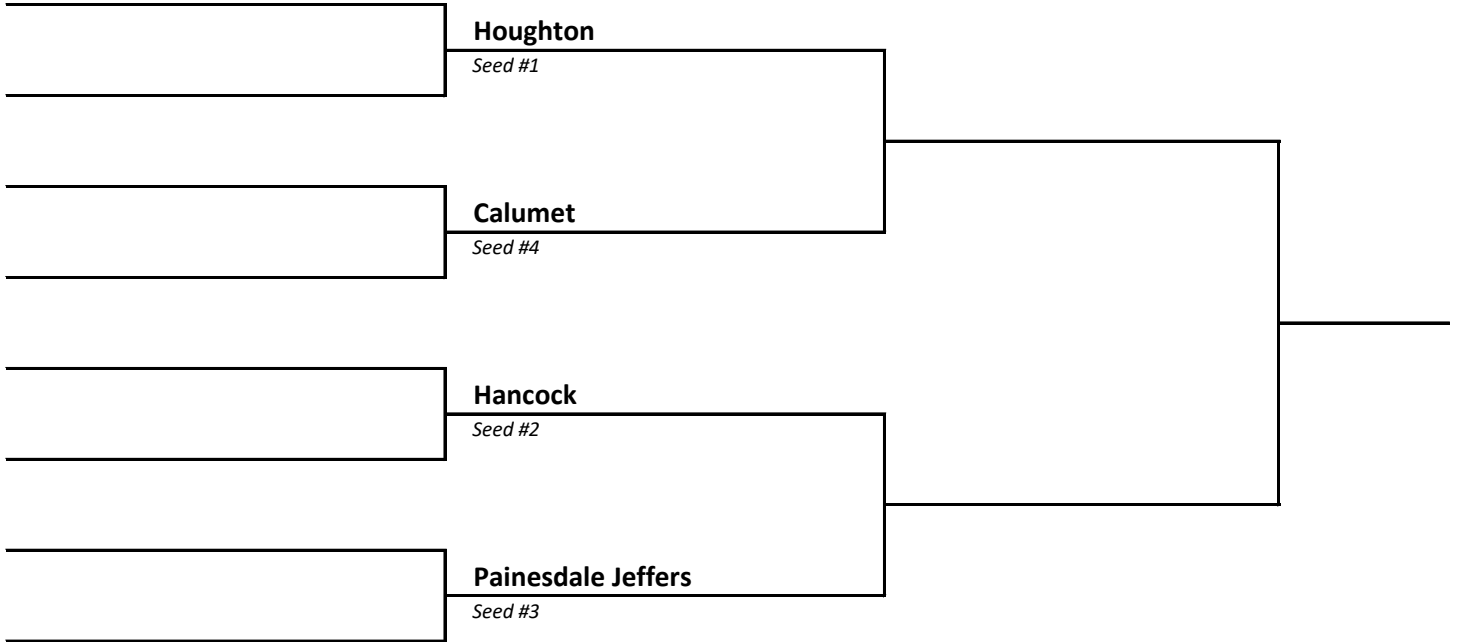 Houghton
Seed #1
Calumet
Seed #4
Hancock
Seed #2
Painesdale Jeffers
Seed #3